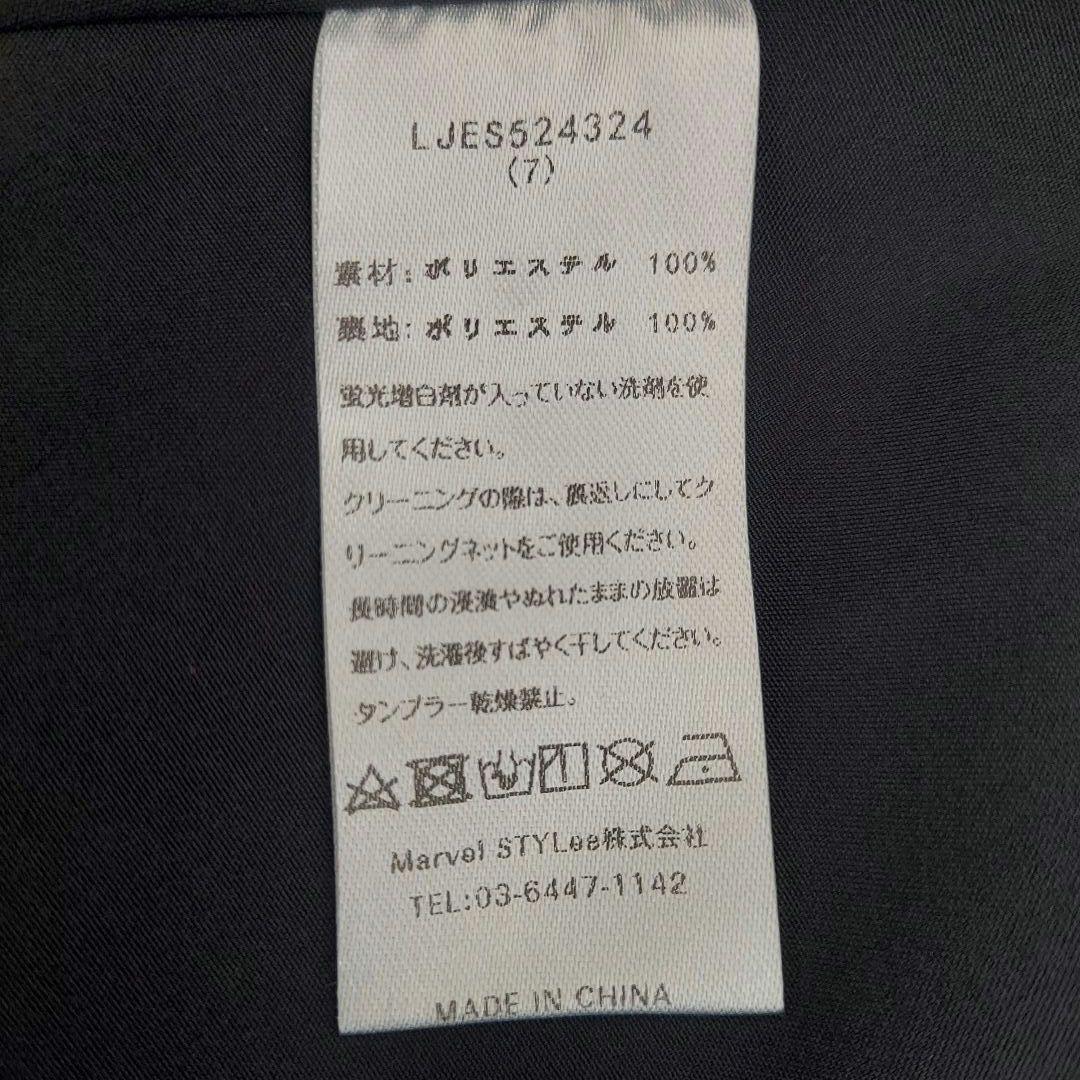 LJES524324
(7)
素材: ポリエステル 100%
裏地: ポリエステル 100%
蛍光増白剤が入っていない洗剤を使
用してください。
クリーニングの際は、裏返しにしてク
リーニングネットをご使用ください。
長時間の浸漬やぬれたままの放置は
避け、洗濯後すばやく干してください。
タンブラー乾燥禁止。
Marvel STYLee株式会社
TEL:03-6447-1142
MADE IN CHINA